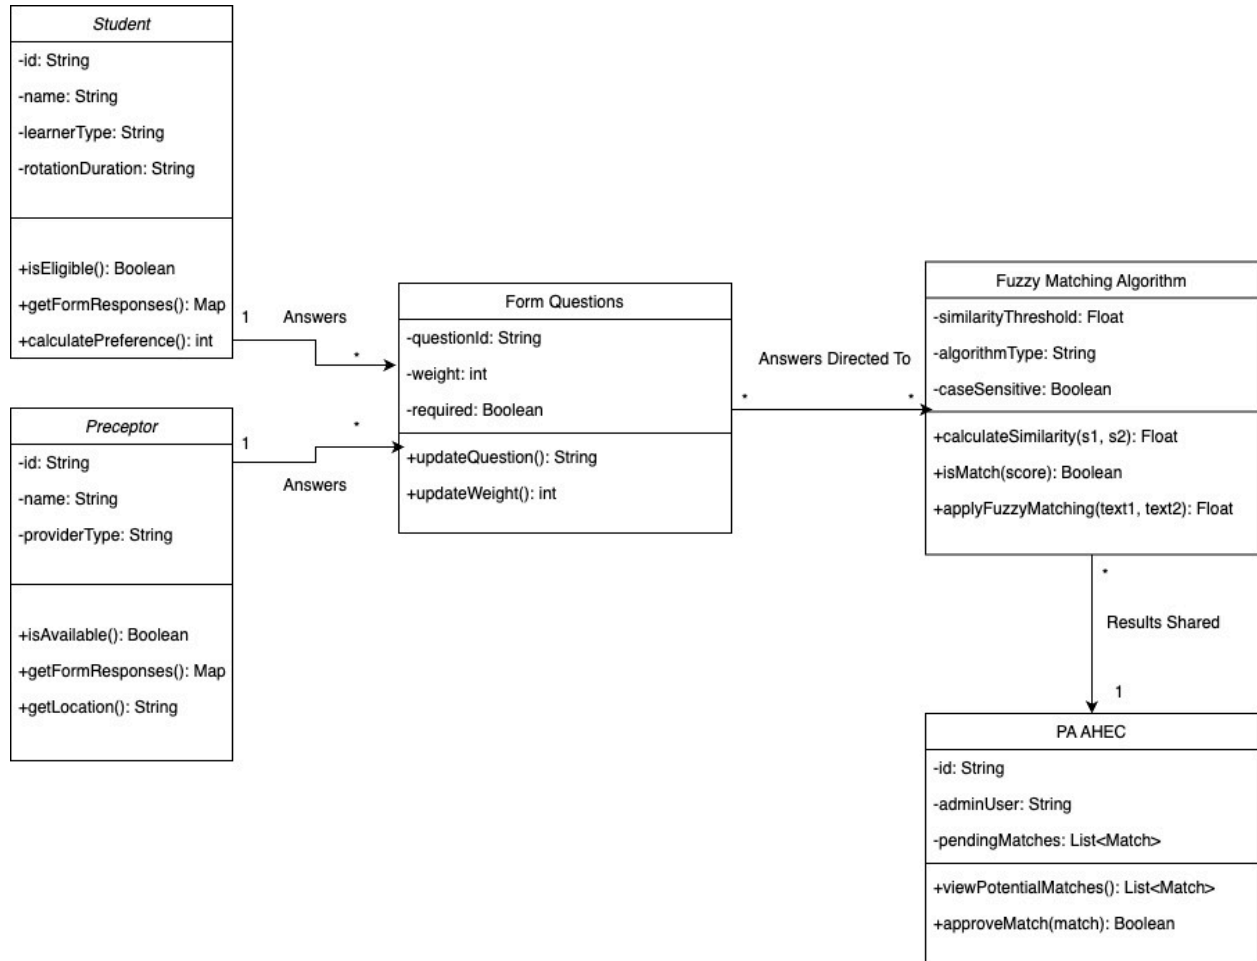 Student
-id: String
-name: String
-learnerType: String
-rotationDuration: String
+isEligible(): Boolean
+getFormResponses(): Map
+calculatePreference(): int
1
Answers
*
Preceptor
-id: String
-name: String
-providerType: String
+isAvailable(): Boolean
+getFormResponses(): Map
+getLocation(): String
1
*
Answers
Form Questions
-questionId: String
-weight: int
-required: Boolean
+updateQuestion(): String
+updateWeight(): int
Answers Directed To
*
*
Fuzzy Matching Algorithm
-similarityThreshold: Float
-algorithmType: String
-caseSensitive: Boolean
+calculateSimilarity(s1, s2): Float
+isMatch(score): Boolean
+applyFuzzyMatching(text1, text2): Float
*
Results Shared
1
PA AHEC
-id: String
-adminUser: String
-pendingMatches: List<Match>
+viewPotentialMatches(): List<Match>
+approveMatch(match): Boolean